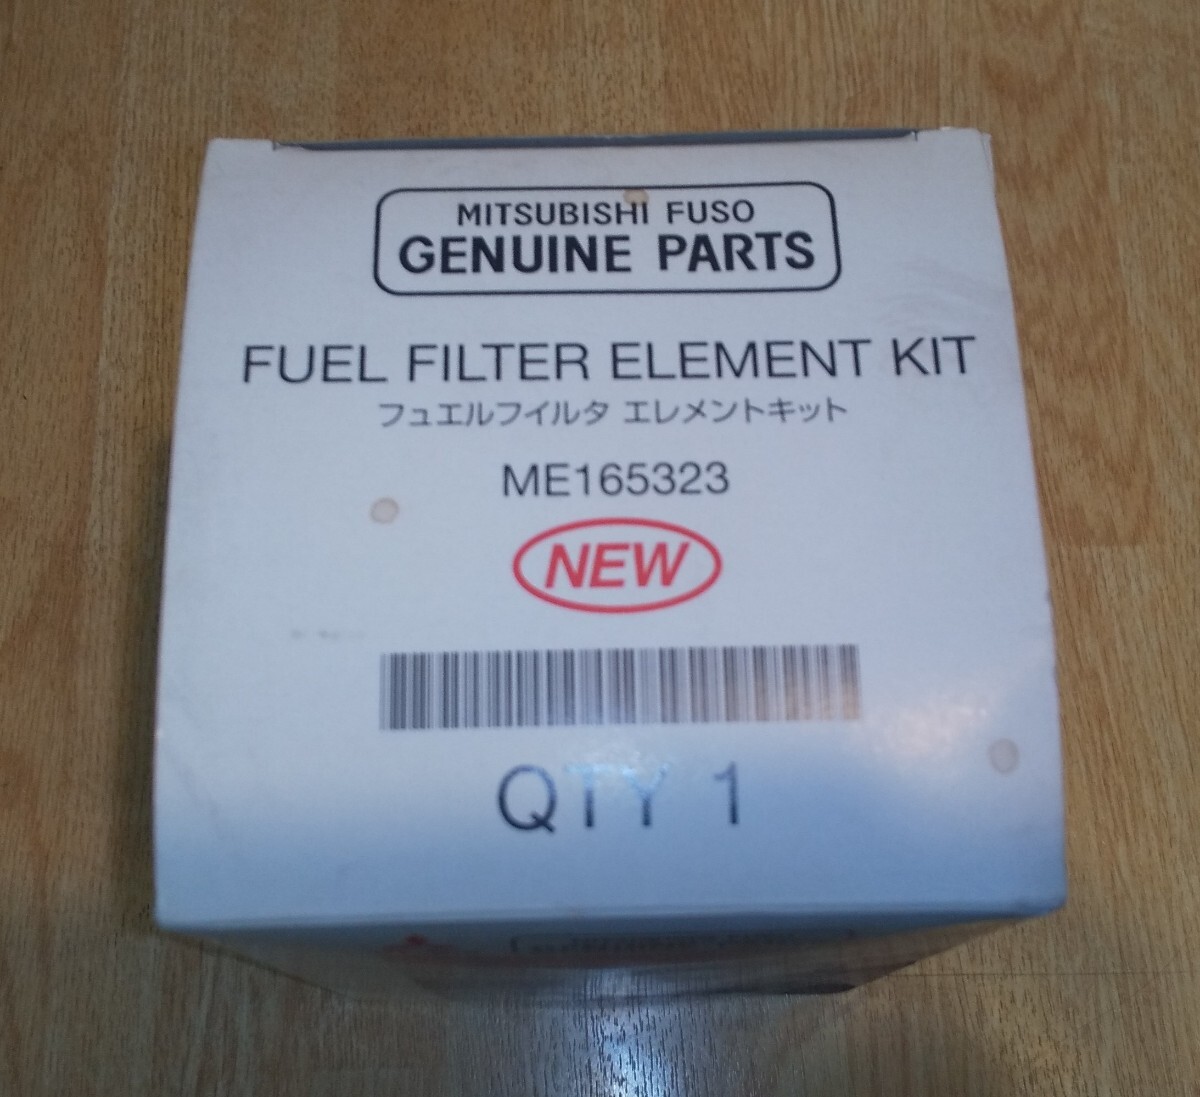 MITSUBISHI FUSO
GENUINE PARTS
FUEL FILTER ELEMENT KIT
フュエルフイルタ エレメントキット
ME165323
NEW
QTY 1